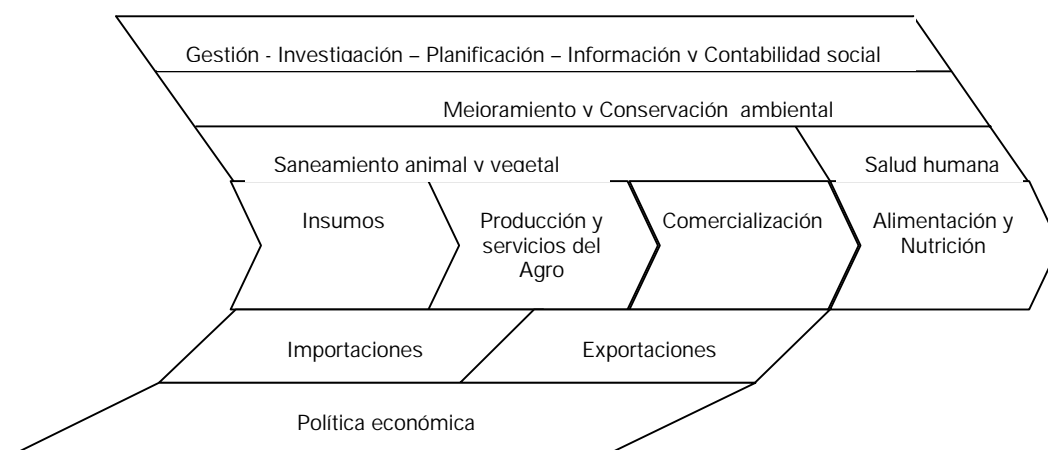 Gestión - Investigación – Planificación – Información y Contabilidad social
Mejoramiento y Conservación ambiental
Saneamiento animal y vegetal
Salud humana
Insumos
Producción y
servicios del
Agro
Comercialización
Alimentación y
Nutrición
Importaciones
Exportaciones
Política económica